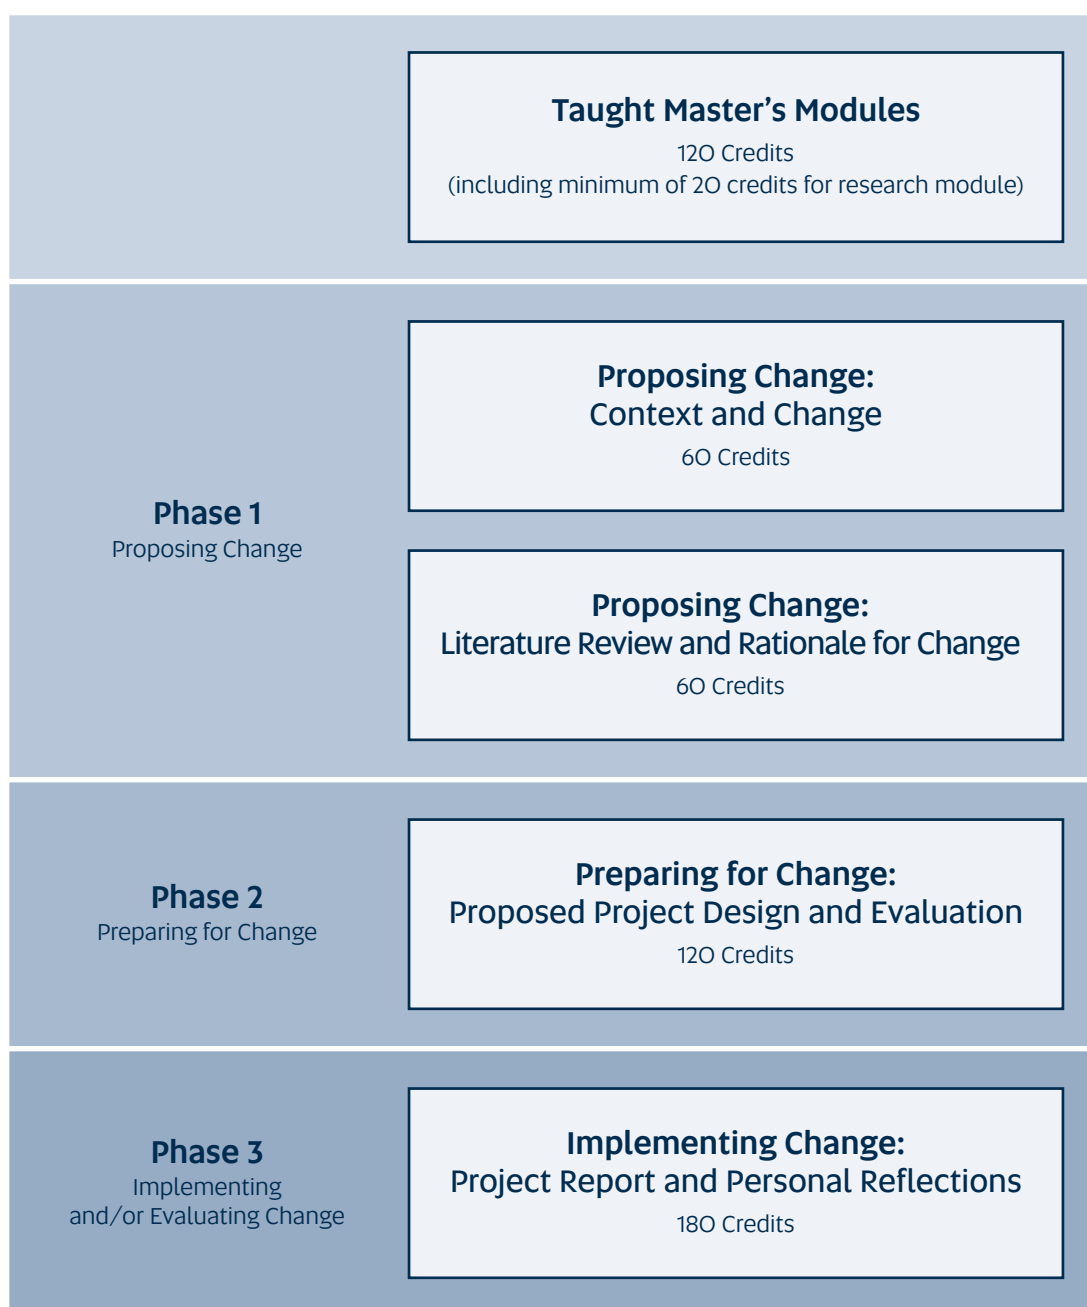 Taught Master's Modules
120 Credits
(including minimum of 20 credits for research module)
Phase 1
Proposing Change
Proposing Change:
Context and Change
60 Credits
Proposing Change:
Literature Review and Rationale for Change
60 Credits
Phase 2
Preparing for Change
Preparing for Change:
Proposed Project Design and Evaluation
120 Credits
Phase 3
Implementing
and/or Evaluating Change
Implementing Change:
Project Report and Personal Reflections
180 Credits